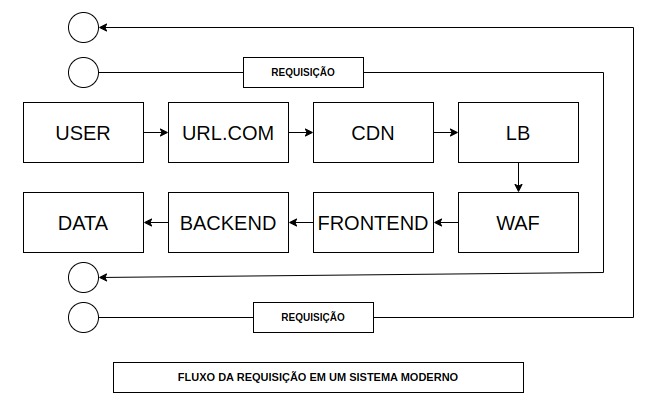 REQUISIÇÃO
USER
URL.COM
CDN
LB
DATA
BACKEND
FRONTEND
WAF
REQUISIÇÃO
FLUXO DA REQUISIÇÃO EM UM SISTEMA MODERNO